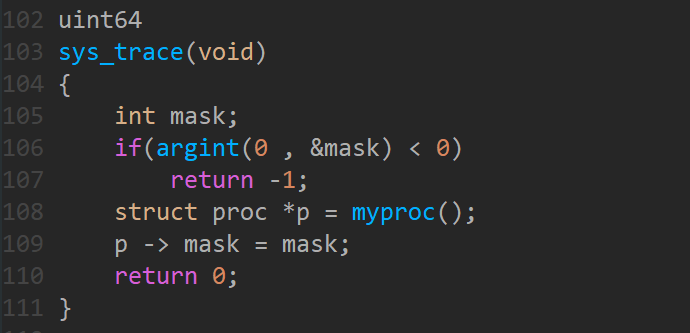 102 uint64
103 sys_trace(void)
104 {
105     int mask;
106     if(argint(0 , &mask) < 0)
107         return -1;
108     struct proc *p = myproc();
109     p -> mask = mask;
110     return 0;
111 }